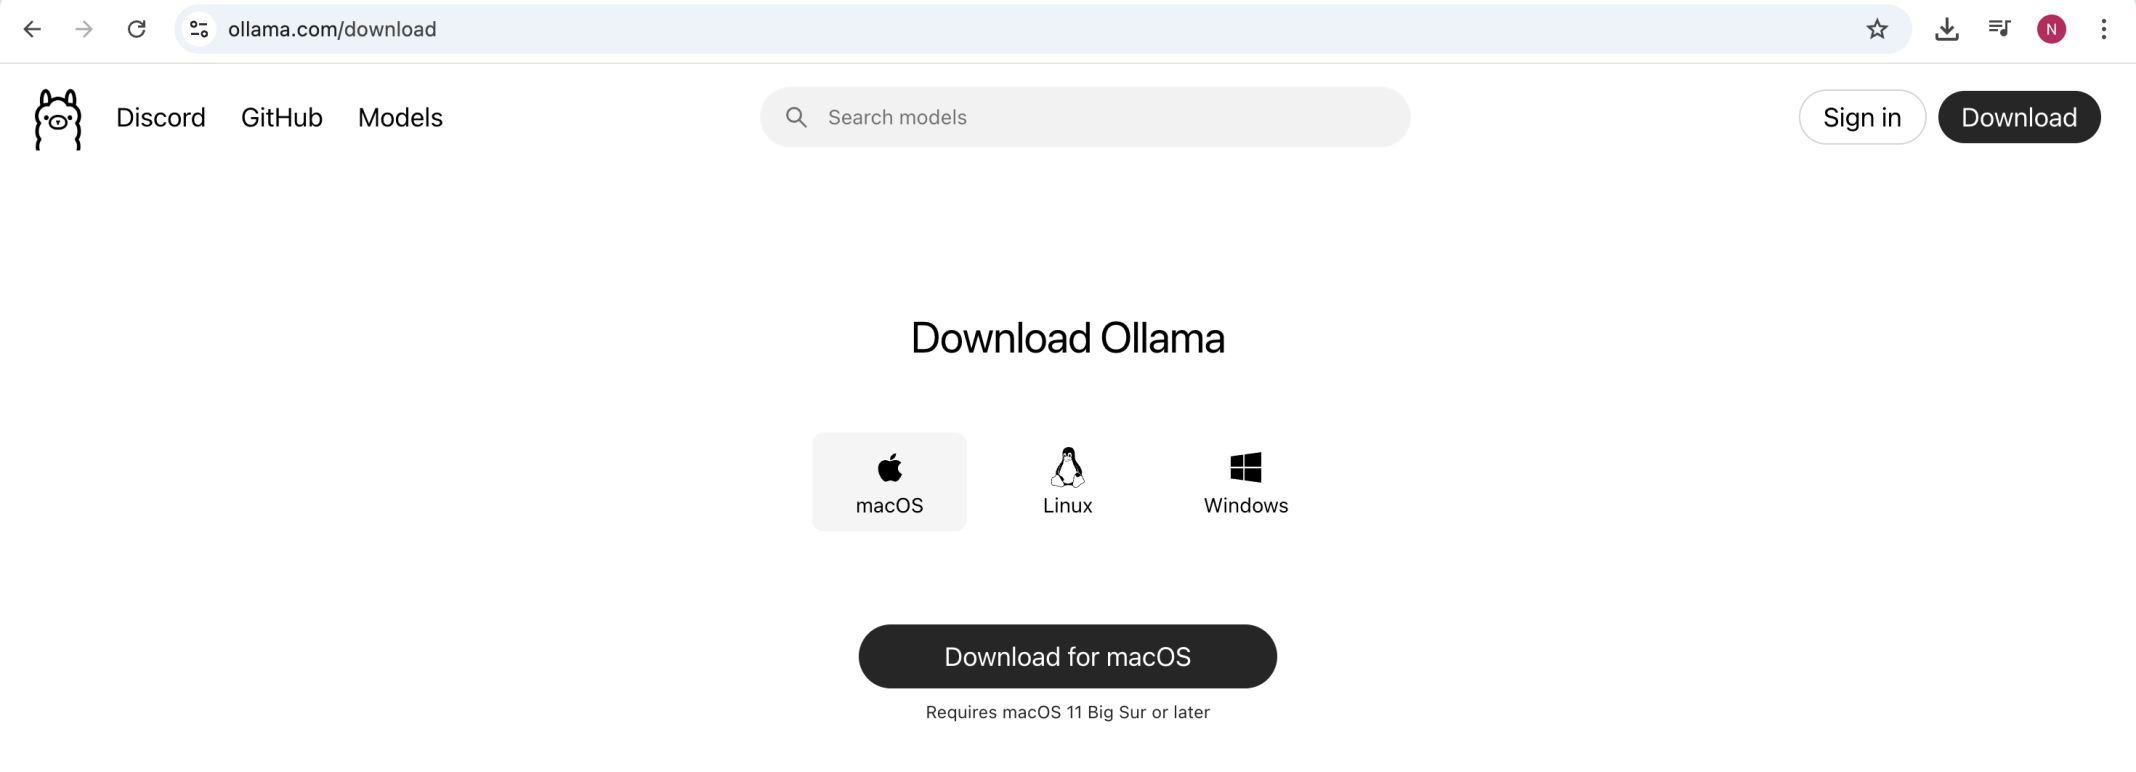 ollama.com/download
N
Discord GitHub Models Search models Sign in Download
Download Ollama
macOS Linux Windows
Download for macOS
Requires macOS 11 Big Sur or later